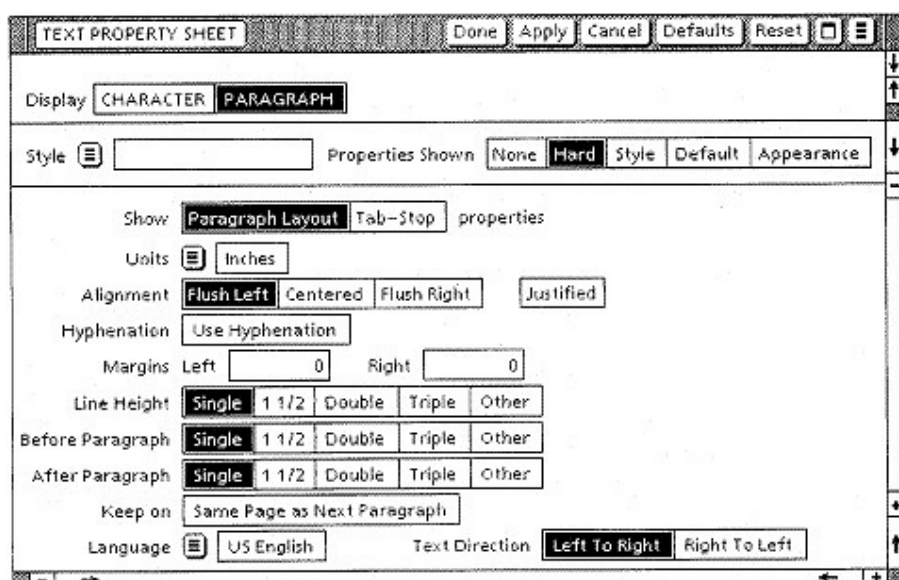 TEXT PROPERTY SHEET Done Apply Cancel Defaults Reset
Display CHARACTER PARAGRAPH
Style Properties Shown None Hard Style Default Appearance
Show Paragraph Layout Tab-Stop properties
Units Inches
Alignment Flush Left Centered Flush Right Justified
Hyphenation Use Hyphenation
Margins Left 0 Right 0
Line Height Single 1 1/2 Double Triple Other
Before Paragraph Single 1 1/2 Double Triple Other
After Paragraph Single 1 1/2 Double Triple Other
Keep on Same Page as Next Paragraph
Language US English Text Direction Left To Right Right To Left